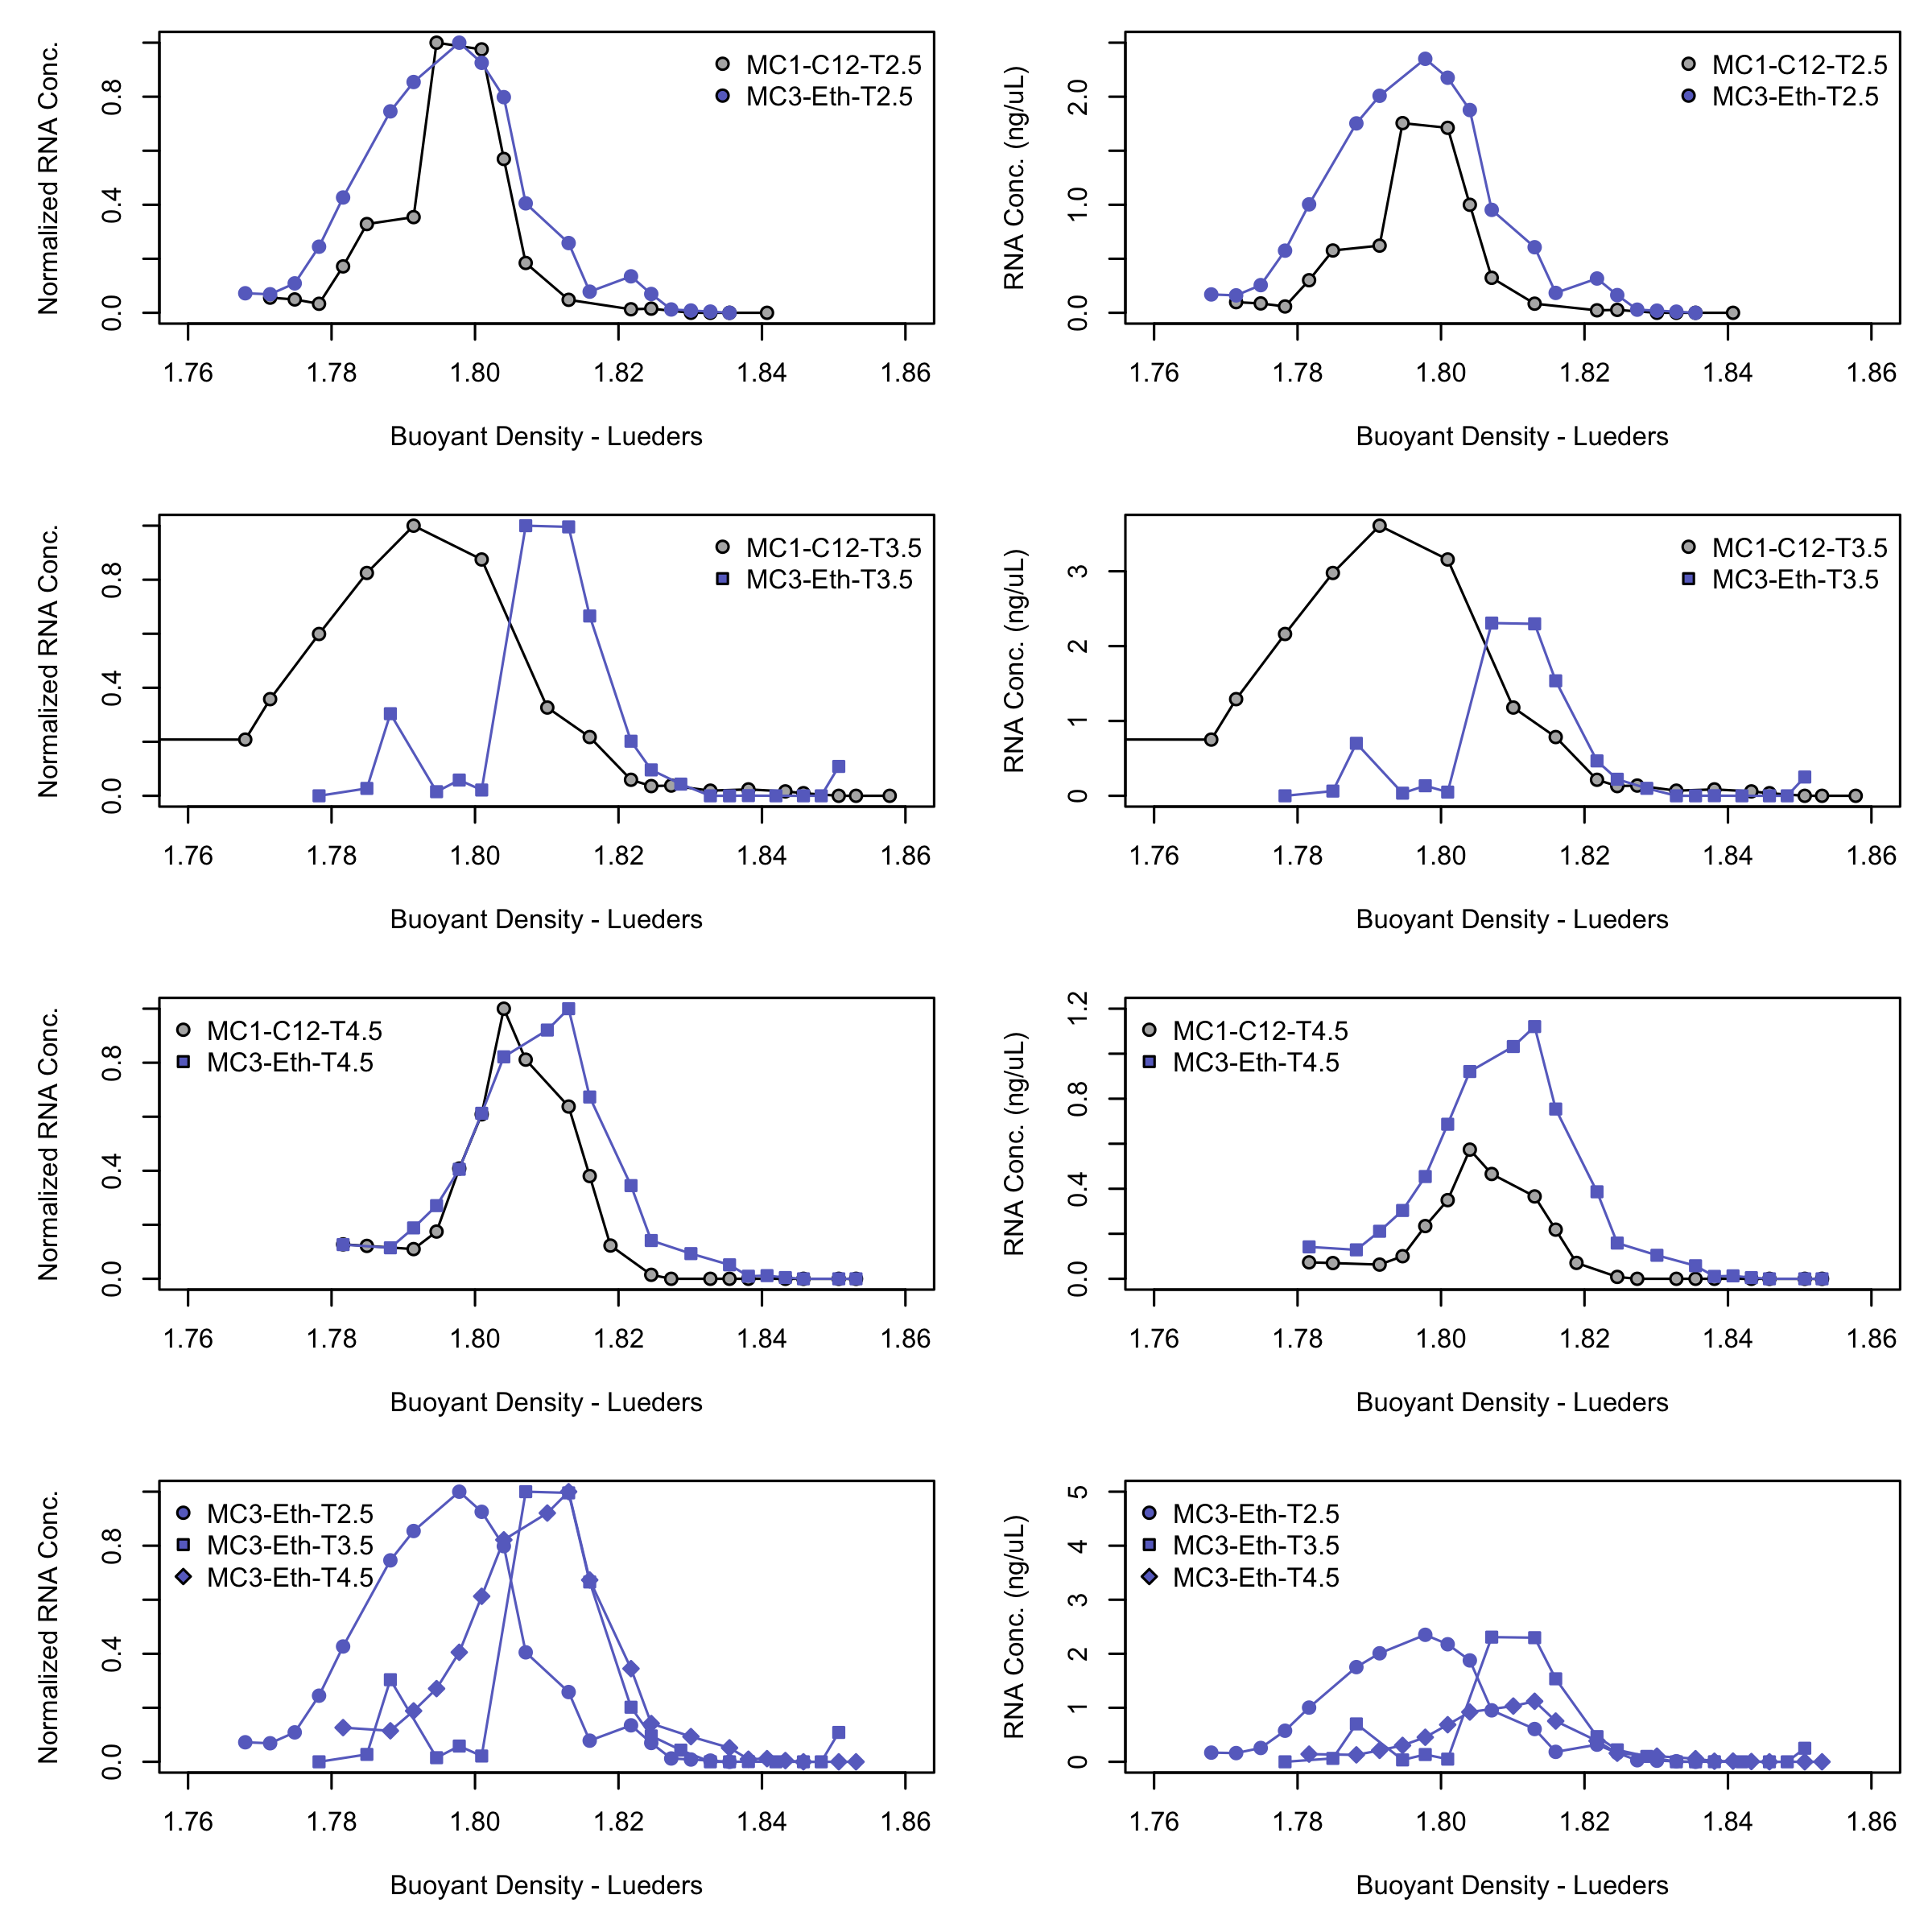 Normalized RNA Conc.
0.0 0.4 0.8
MC1-C12-T2.5
MC3-Eth-T2.5
1.76 1.78 1.80 1.82 1.84 1.86
Buoyant Density - Lueders
RNA Conc. (ng/uL)
0.0 1.0 2.0
MC1-C12-T2.5
MC3-Eth-T2.5
1.76 1.78 1.80 1.82 1.84 1.86
Buoyant Density - Lueders
Normalized RNA Conc.
0.0 0.4 0.8
MC1-C12-T3.5
MC3-Eth-T3.5
1.76 1.78 1.80 1.82 1.84 1.86
Buoyant Density - Lueders
RNA Conc. (ng/uL)
0 1 2 3
MC1-C12-T3.5
MC3-Eth-T3.5
1.76 1.78 1.80 1.82 1.84 1.86
Buoyant Density - Lueders
Normalized RNA Conc.
0.0 0.4 0.8
MC1-C12-T4.5
MC3-Eth-T4.5
1.76 1.78 1.80 1.82 1.84 1.86
Buoyant Density - Lueders
RNA Conc. (ng/uL)
0.0 0.4 0.8 1.2
MC1-C12-T4.5
MC3-Eth-T4.5
1.76 1.78 1.80 1.82 1.84 1.86
Buoyant Density - Lueders
Normalized RNA Conc.
0.0 0.4 0.8
MC3-Eth-T2.5
MC3-Eth-T3.5
MC3-Eth-T4.5
1.76 1.78 1.80 1.82 1.84 1.86
Buoyant Density - Lueders
RNA Conc. (ng/uL)
0 1 2 3 4 5
MC3-Eth-T2.5
MC3-Eth-T3.5
MC3-Eth-T4.5
1.76 1.78 1.80 1.82 1.84 1.86
Buoyant Density - Lueders